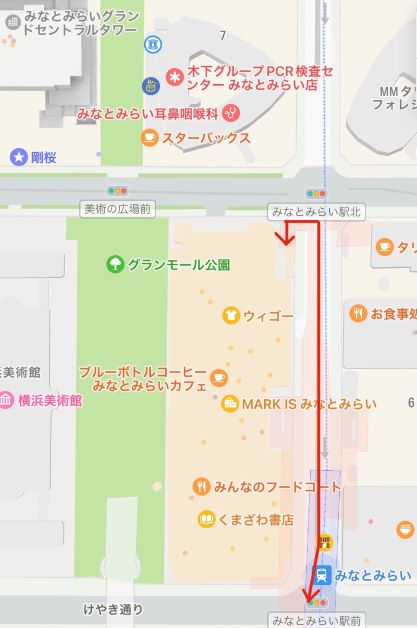 みなとみらいグラン
ドセントラルタワー
7
木下グループPCR検査セ
ンター みなとみらい店
MMタ
フォレシ
みなとみらい耳鼻咽喉科
スターバックス
剛桜
美術の広場前
みなとみらい駅北
グランモール公園
タリ
ウィゴー
お食事処
美術館
ブルーボトルコーヒー
みなとみらいカフェ
横浜美術館
MARK IS みなとみらい
6
みんなのフードコート
くまざわ書店
みなとみらい
けやき通り
みなとみらい駅前